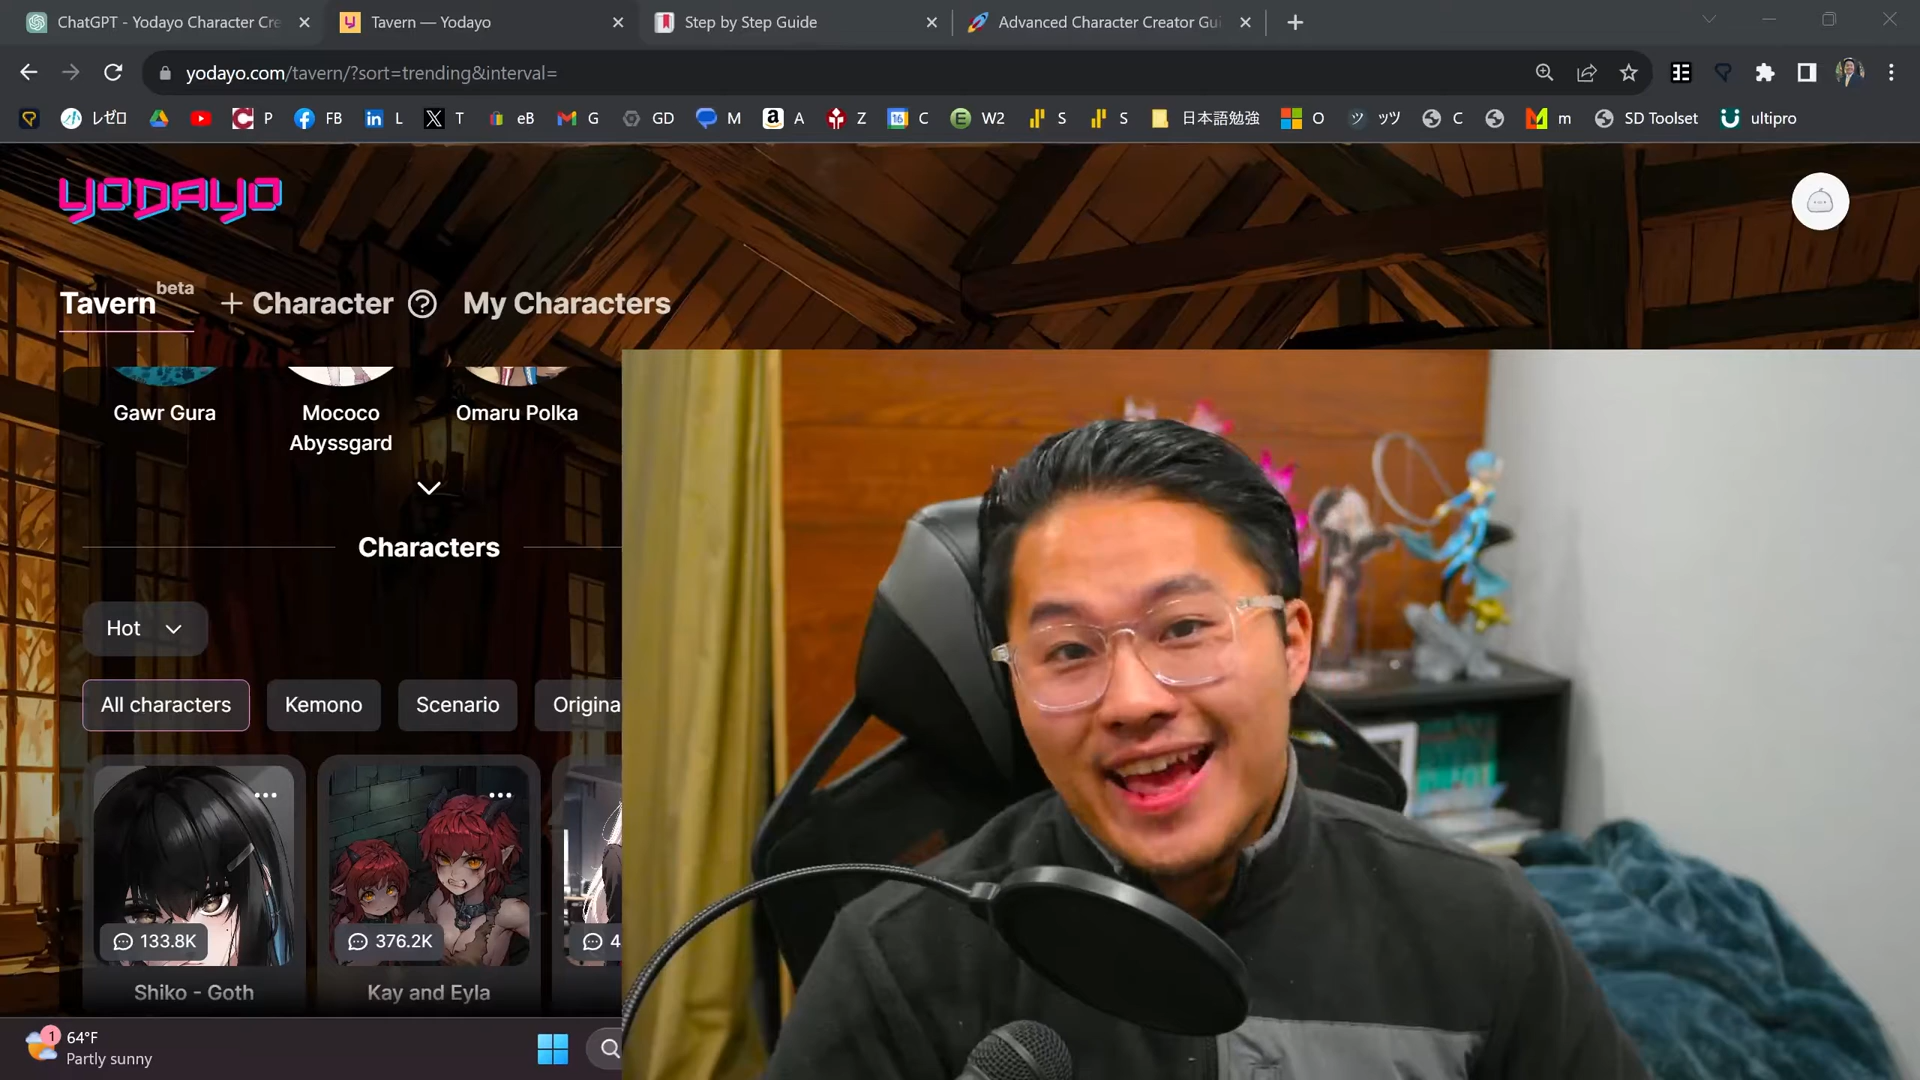 ChatGPT - Yodayo Character Cre
Tavern — Yodayo
Step by Step Guide
Advanced Character Creator Gui
yodayo.com/tavern/?sort=trending&interval=
レゼロ
P
FB
L
T
eB
G
GD
M
A
Z
16
C
W2
S
S
日本語勉強
O
ツ ッツ
C
m
SD Toolset
ultipro
YODAYO
Tavern beta
+ Character ?
My Characters
Gawr Gura
Mococo
Abyssgard
Omaru Polka
Characters
Hot
All characters
Kemono
Scenario
Origina
133.8K
376.2K
4
Shiko - Goth
Kay and Eyla
1
64°F
Partly sunny